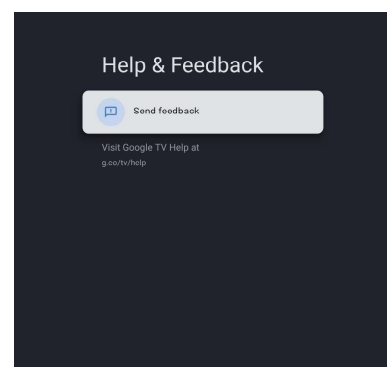 Help & Feedback
Send feedback
Visit Google TV Help at
g.co/tv/help